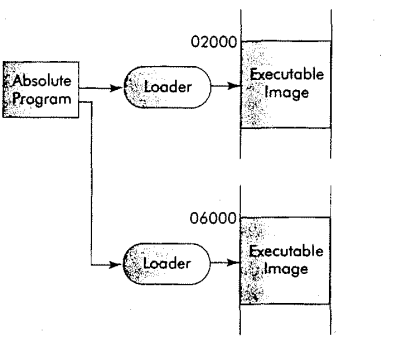 02000
Absolute
Program
Loader
Executable
Image
06000
Loader
Executable
Image